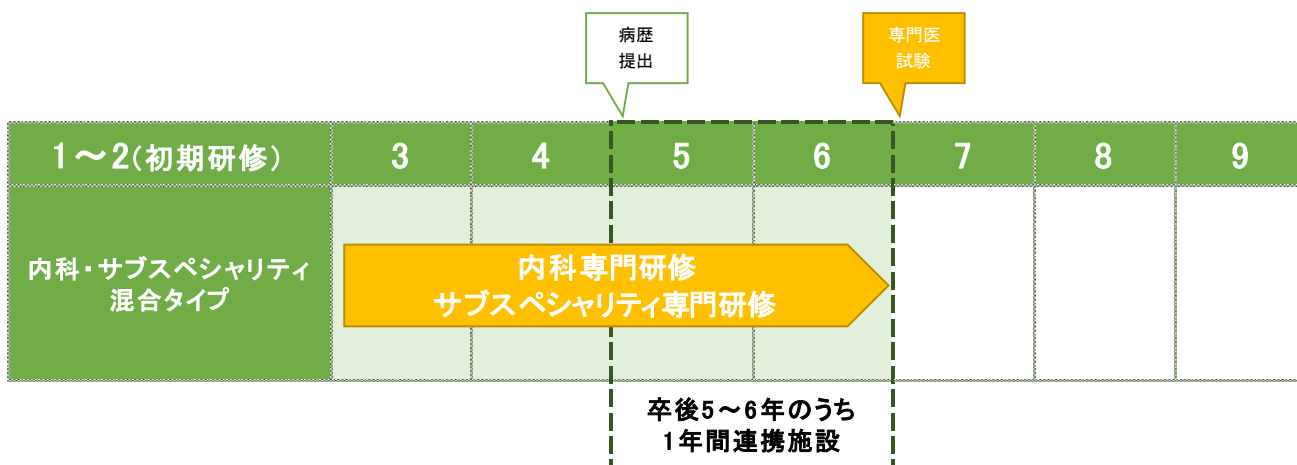 病歴
提出
専門医
試験
1～2(初期研修)
3
4
5
6
7
8
9
内科・サブスペシャリティ
混合タイプ
内科専門研修
サブスペシャリティ専門研修
卒後5～6年のうち
1年間連携施設